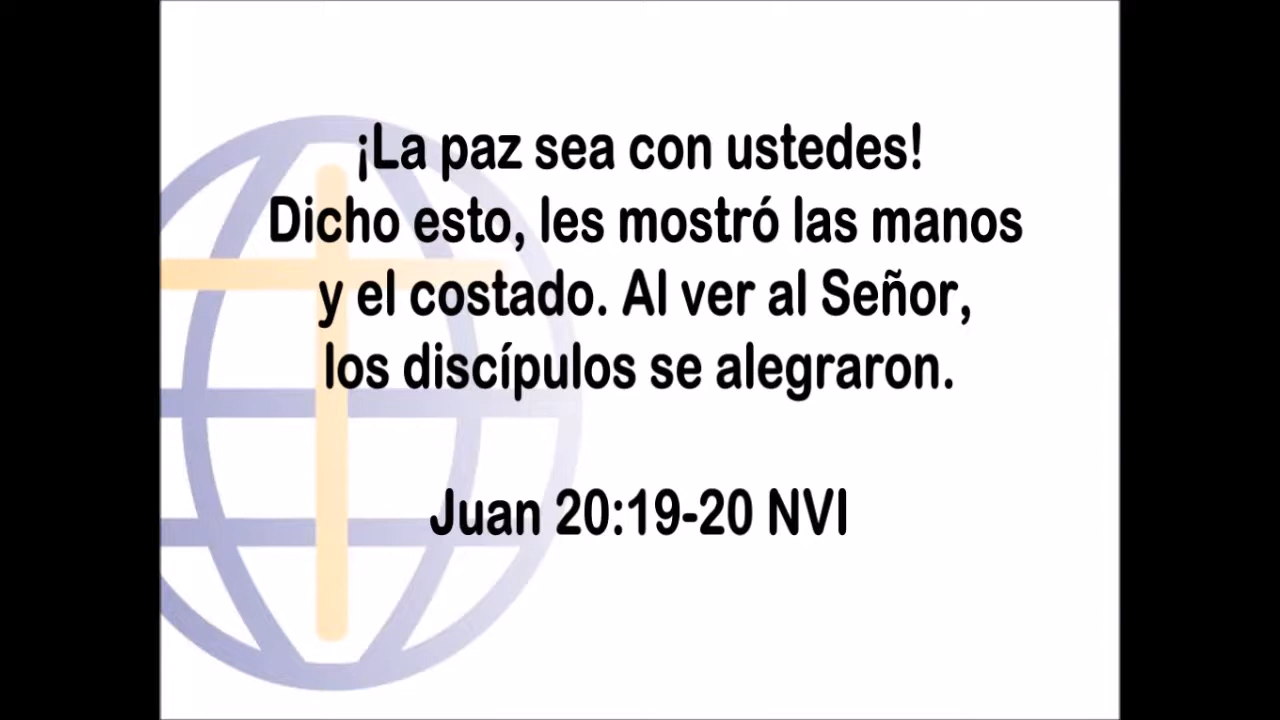 ¡La paz sea con ustedes!
Dicho esto, les mostró las manos
y el costado. Al ver al Señor,
los discípulos se alegraron.
Juan 20:19-20 NVI